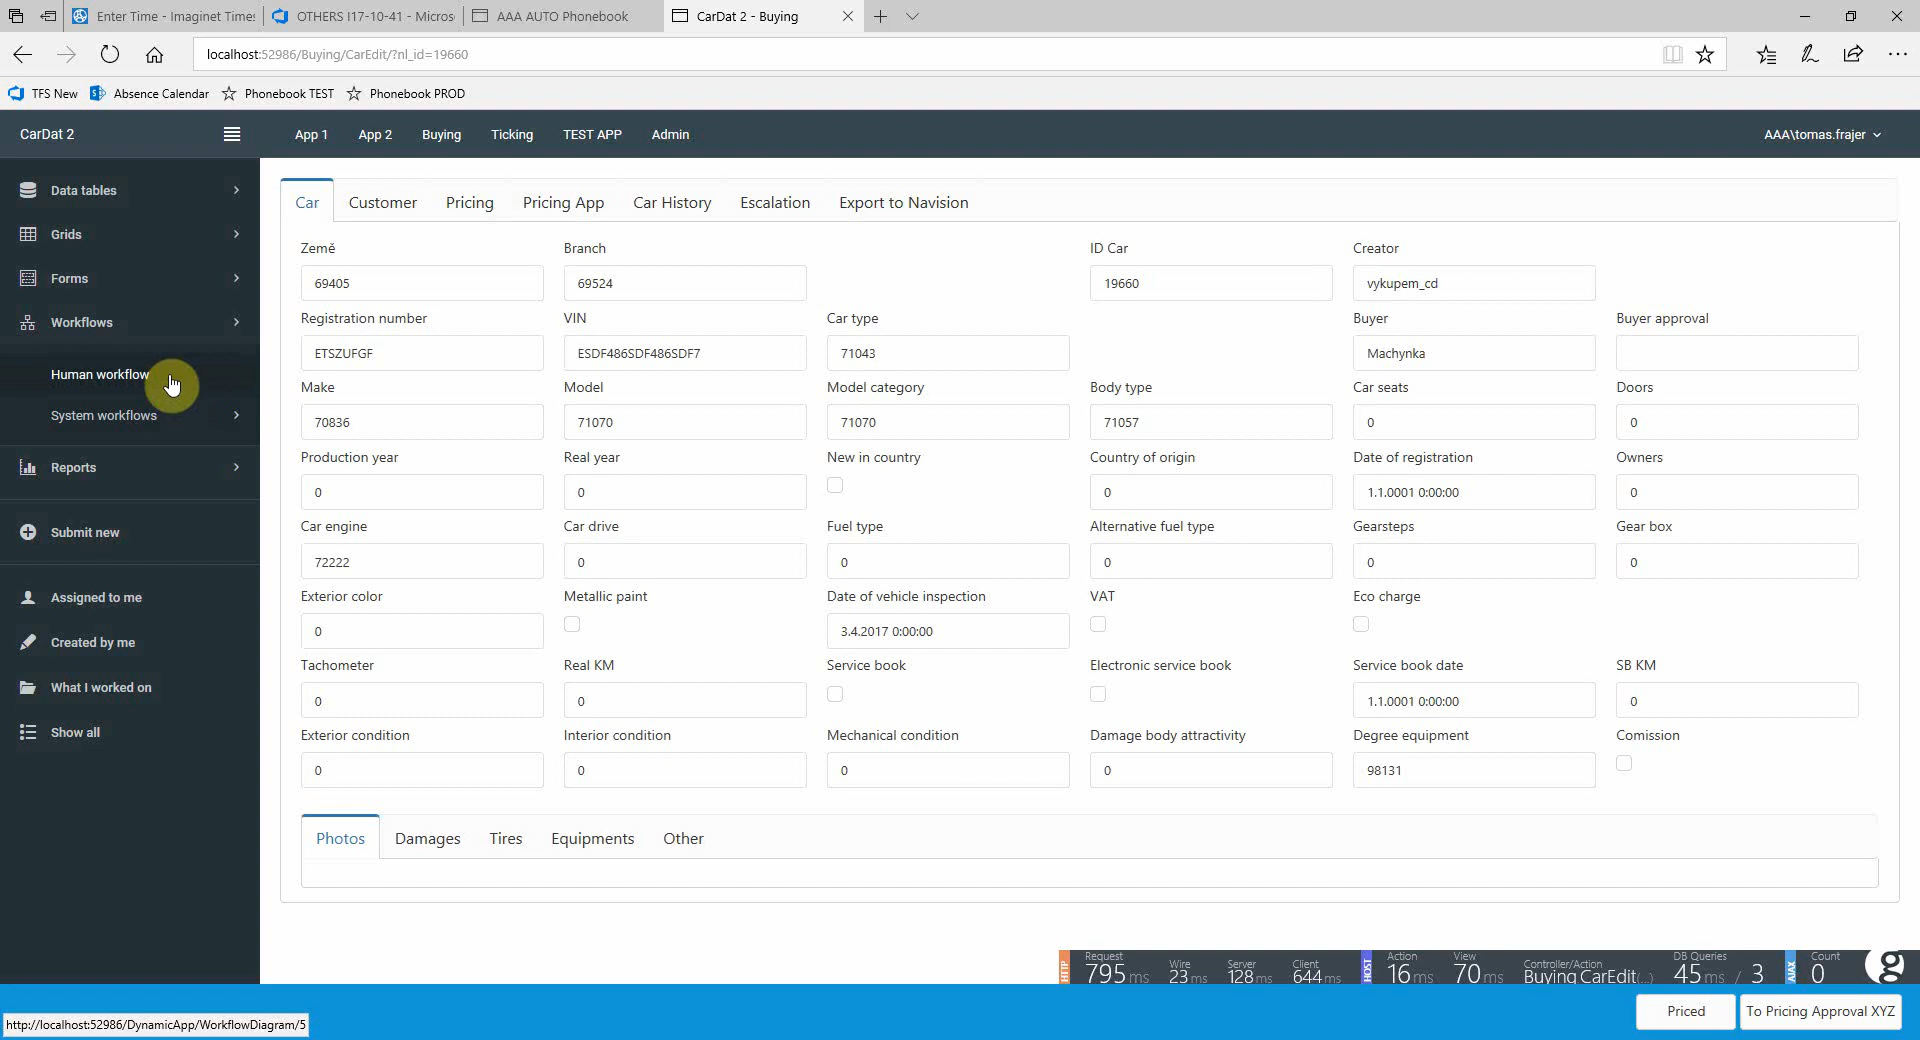 Enter Time - Imaginet Time
OTHERS I17-10-41 - Micros
AAA AUTO Phonebook
CarDat 2 - Buying
localhost:52986/Buying/CarEdit/?nl_id=19660
TFS New
Absence Calendar
Phonebook TEST
Phonebook PROD
CarDat 2
App 1
App 2
Buying
Ticking
TEST APP
Admin
AAA\tomas.frajer
Data tables
Grids
Forms
Workflows
Human workflow
System workflows
Reports
Submit new
Assigned to me
Created by me
What I worked on
Show all
Car
Customer
Pricing
Pricing App
Car History
Escalation
Export to Navision
Země
Branch
ID Car
Creator
69405
69524
19660
vykupem_cd
Registration number
VIN
Car type
Buyer
Buyer approval
ETSZUFGF
ESDF486SDF486SDF7
71043
Machynka
Make
Model
Model category
Body type
Car seats
Doors
70836
71070
71070
71057
0
0
Production year
Real year
New in country
Country of origin
Date of registration
Owners
0
0
0
1.1.0001 0:00:00
0
Car engine
Car drive
Fuel type
Alternative fuel type
Gearsteps
Gear box
72222
0
0
0
0
0
Exterior color
Metallic paint
Date of vehicle inspection
VAT
Eco charge
0
3.4.2017 0:00:00
Tachometer
Real KM
Service book
Electronic service book
Service book date
SB KM
0
0
1.1.0001 0:00:00
0
Exterior condition
Interior condition
Mechanical condition
Damage body attractivity
Degree equipment
Comission
0
0
0
0
98131
Photos
Damages
Tires
Equipments
Other
HTTP
Request
795 ms
Wire
23 ms
Server
128 ms
Client
644 ms
HOST
Action
16 ms
View
70 ms
Controller/Action
Buying.CarEdit(...)
DB Queries
45 ms / 3
AJAX
Count
0
g
Priced
To Pricing Approval XYZ
http://localhost:52986/DynamicApp/WorkflowDiagram/5